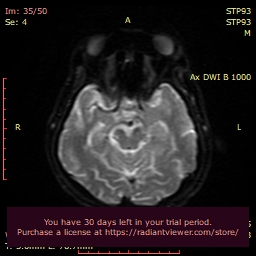 Im: 35/50
Se: 4
STP93
STP93
M
A
Ax DWI B 1000
R
L
You have 30 days left in your trial period.
Purchase a license at https://radiantviewer.com/store/